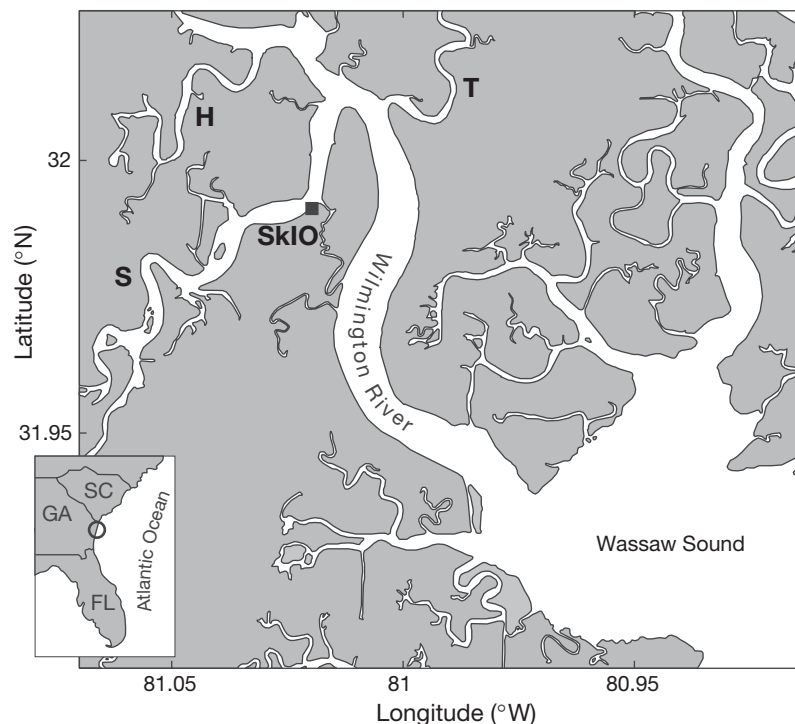 T
H
32
SkIO
S
Wilmington River
Latitude (°N)
31.95
SC
GA
Atlantic Ocean
FL
Wassaw Sound
81.05
81
80.95
Longitude (°W)